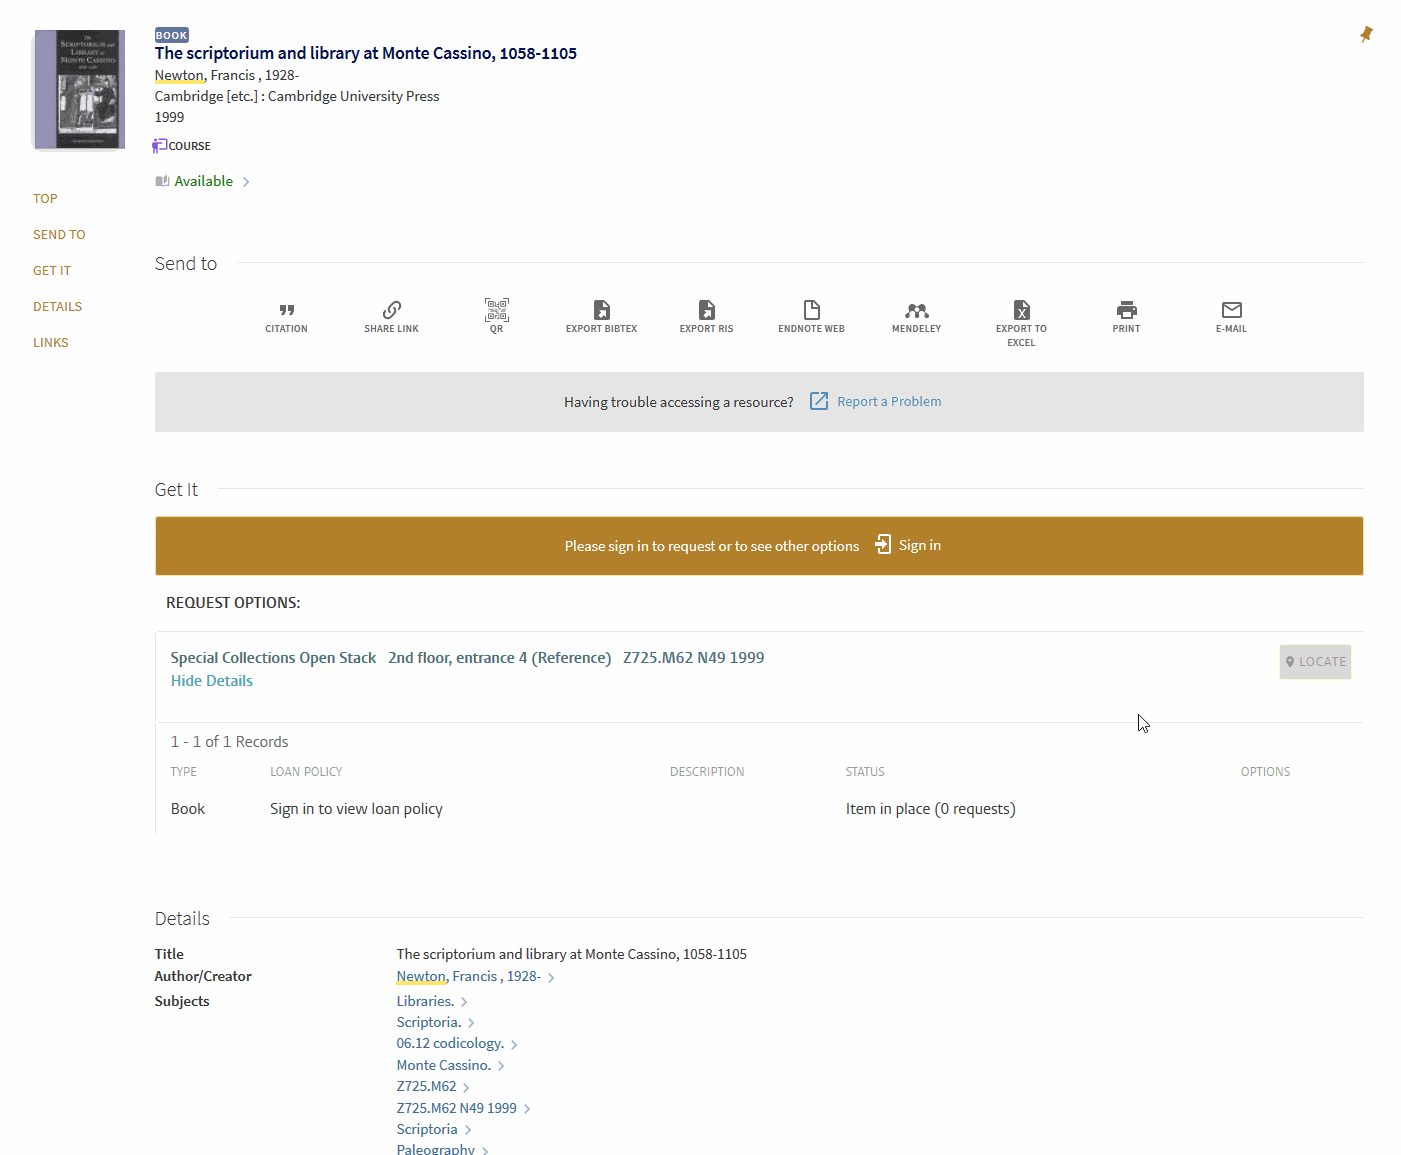 The
SCRIPTORIUM and
LIBRARY at
MONTE CASSINO
BOOK
The scriptorium and library at Monte Cassino, 1058-1105
Newton, Francis , 1928-
Cambridge [etc.] : Cambridge University Press
1999
COURSE
Available
TOP
SEND TO
GET IT
DETAILS
LINKS
Send to
CITATION
SHARE LINK
QR
EXPORT BIBTEX
EXPORT RIS
ENDNOTE WEB
MENDELEY
EXPORT TO
EXCEL
PRINT
E-MAIL
Having trouble accessing a resource? Report a Problem
Get It
Please sign in to request or to see other options Sign in
REQUEST OPTIONS:
Special Collections Open Stack 2nd floor, entrance 4 (Reference) Z725.M62 N49 1999
LOCATE
Hide Details
1 - 1 of 1 Records
TYPE LOAN POLICY DESCRIPTION STATUS OPTIONS
Book Sign in to view loan policy Item in place (0 requests)
Details
Title The scriptorium and library at Monte Cassino, 1058-1105
Author/Creator Newton, Francis , 1928-
Subjects Libraries.
Scriptoria.
06.12 codicology.
Monte Cassino.
Z725.M62
Z725.M62 N49 1999
Scriptoria
Paleography